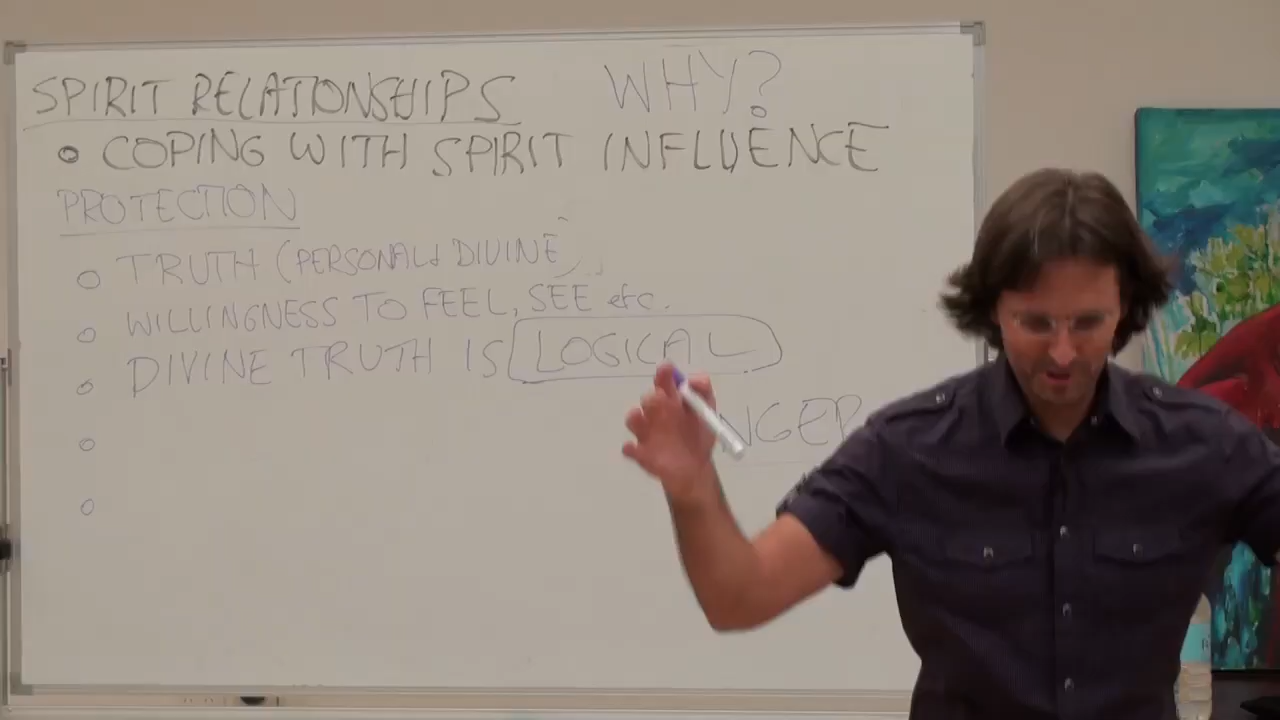 SPIRIT RELATIONSHIPS
WHY?
• COPING WITH SPIRIT INFLUENCE
PROTECTION
○ TRUTH (PERSONAL & DIVINE)
○ WILLINGNESS TO FEEL, SEE etc.
○ DIVINE TRUTH IS LOGICAL
○
○